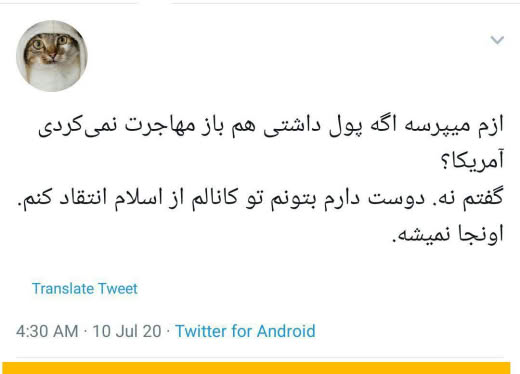 ازم میپرسه اگه پول داشتی هم باز مهاجرت نمی‌کردی
آمریکا؟
گفتم نه. دوست دارم بتونم تو کانالم از اسلام انتقاد کنم.
اونجا نمیشه.
Translate Tweet
4:30 AM · 10 Jul 20 · Twitter for Android